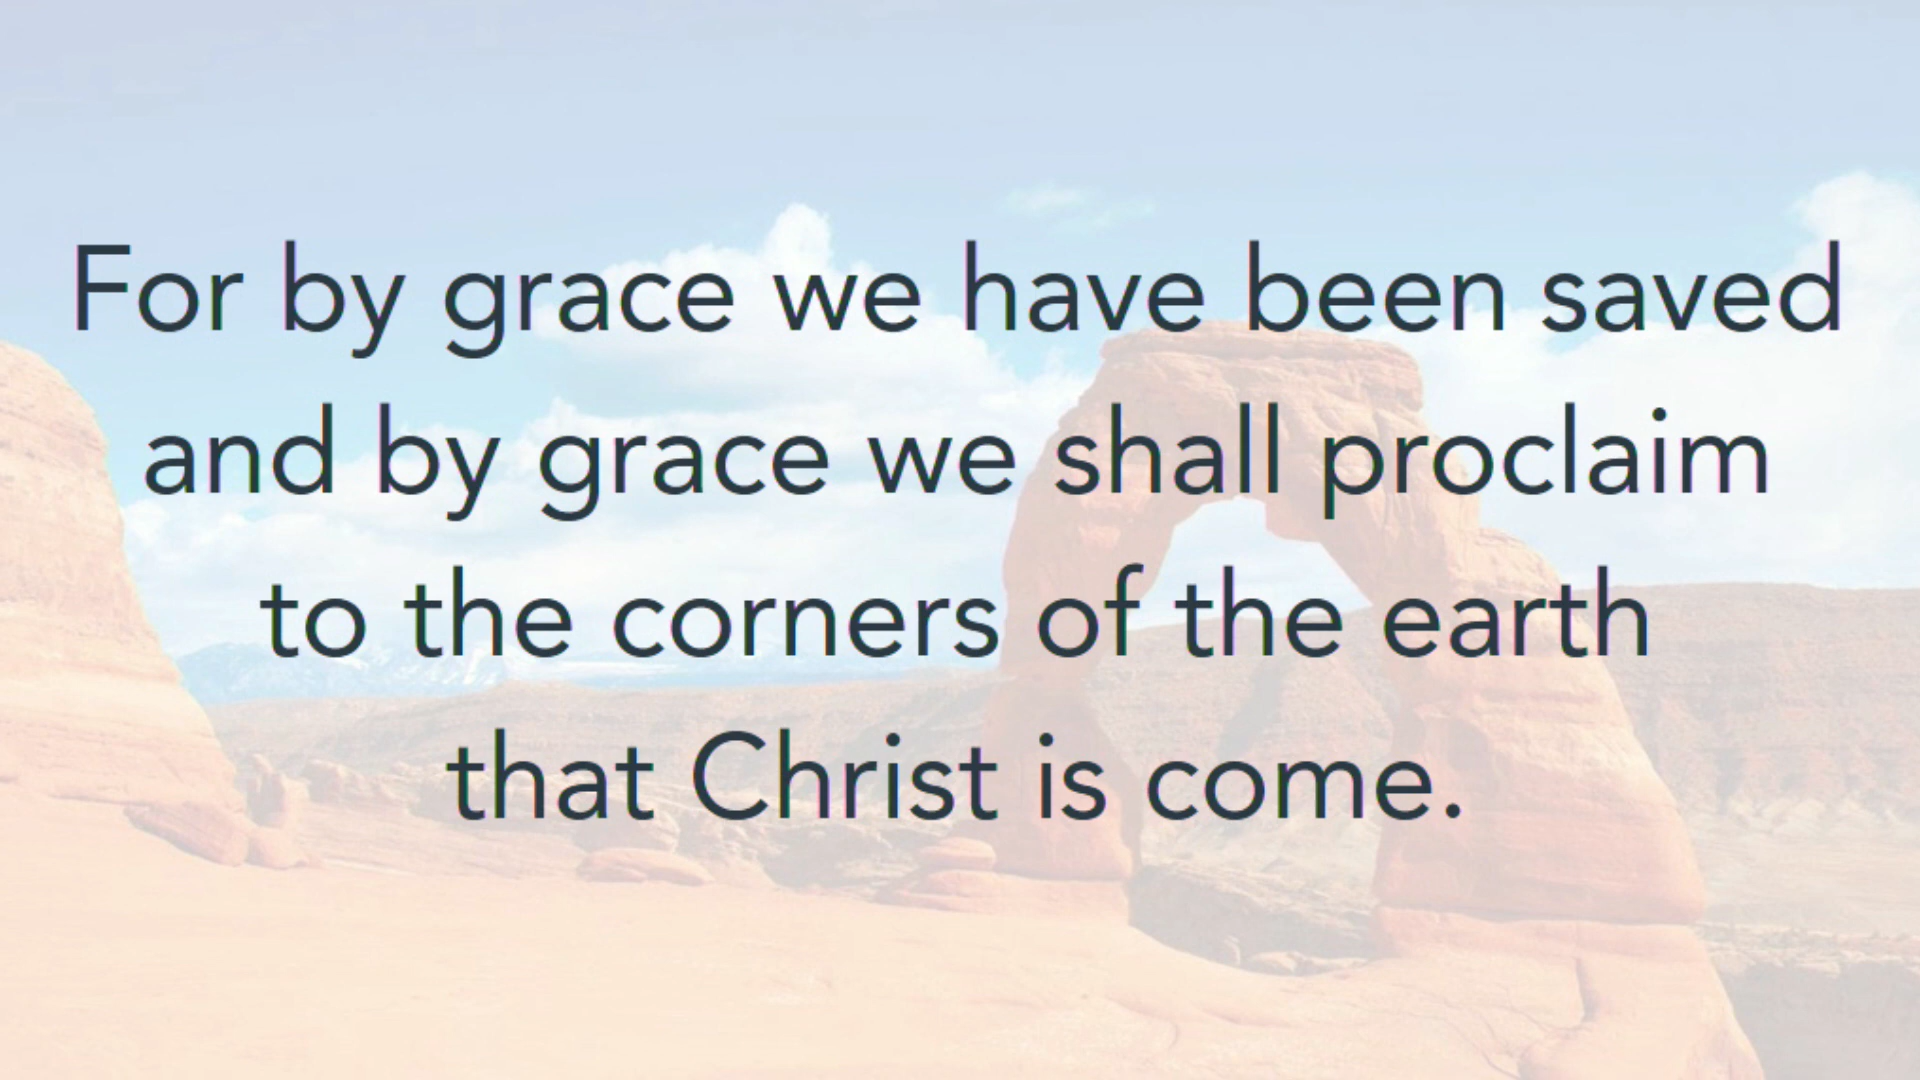 For by grace we have been saved
and by grace we shall proclaim
to the corners of the earth
that Christ is come.